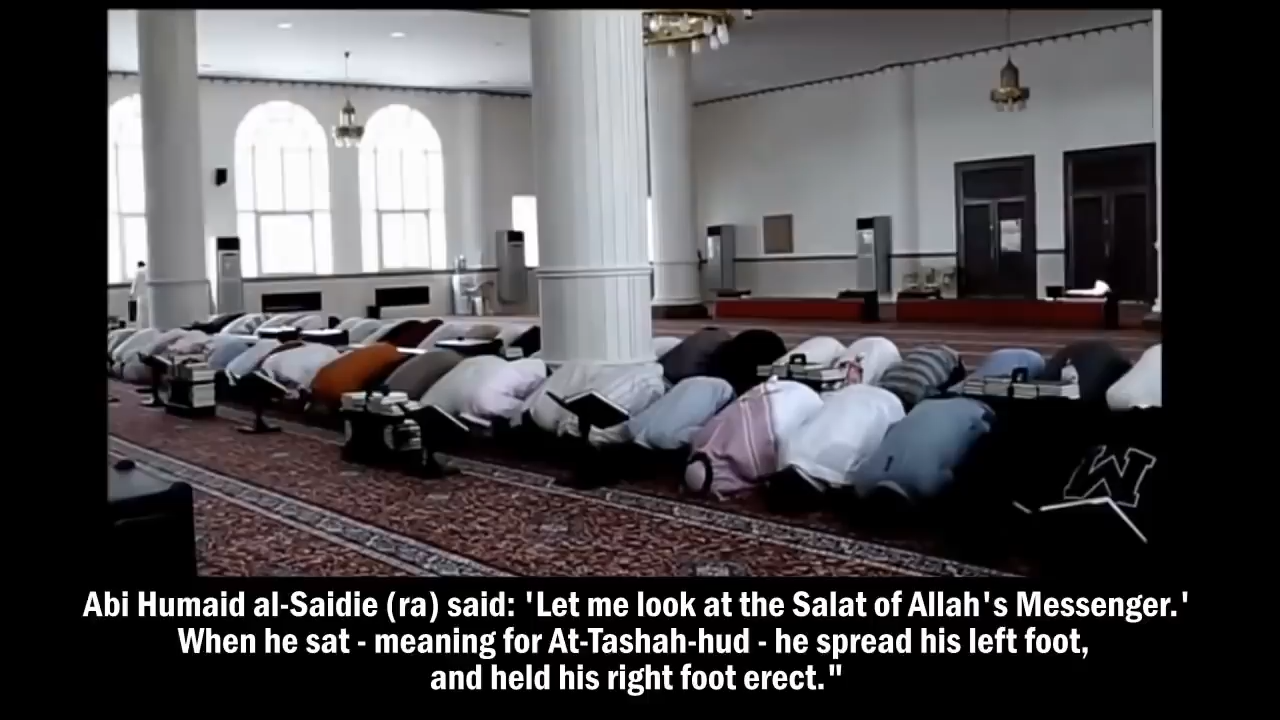 M
Abi Humaid al-Saidie (ra) said: 'Let me look at the Salat of Allah's Messenger.'
When he sat - meaning for At-Tashah-hud - he spread his left foot,
and held his right foot erect."